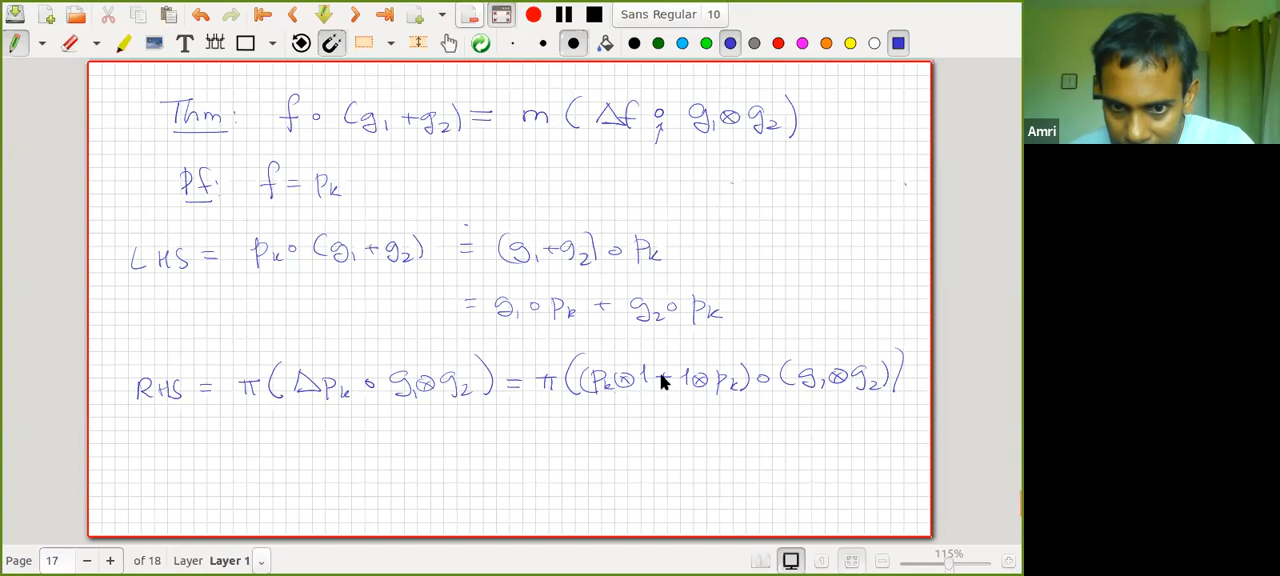 Sans Regular 10
Thm: f∘(g₁+g₂) = m(Δf ∘ g₁⊗g₂)
Pf: f = pₖ
LHS = pₖ∘(g₁+g₂) = (g₁+g₂)∘pₖ
= g₁∘pₖ + g₂∘pₖ
RHS = π(Δpₖ∘g₁⊗g₂) = π((pₖ⊗1+1⊗pₖ)∘(g₁⊗g₂))
Amri
Page 17 of 18 Layer Layer 1 115%